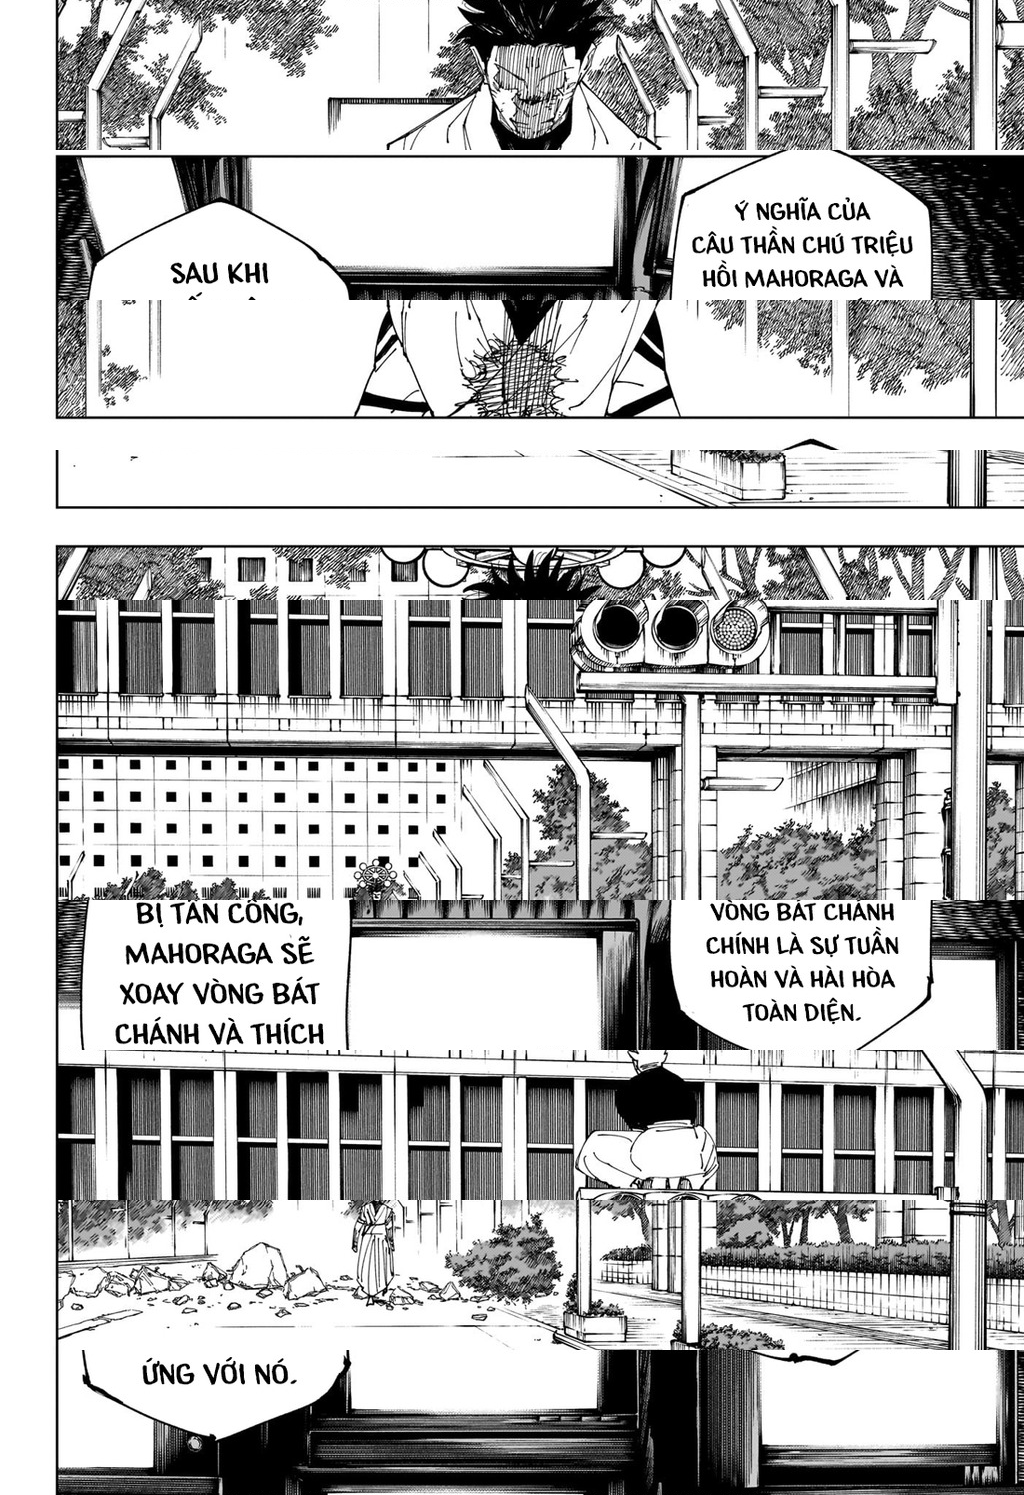 Ý NGHĨA CỦA
CÂU THẦN CHÚ TRIỆU
HỒI MAHORAGA VÀ
VÒNG BÁT CHÁNH
CHÍNH LÀ SỰ TUẦN
HOÀN VÀ HÀI HÒA
TOÀN DIỆN.
SAU KHI
BỊ TẤN CÔNG,
MAHORAGA SẼ
XOAY VÒNG BÁT
CHÁNH VÀ THÍCH
ỨNG VỚI NÓ.